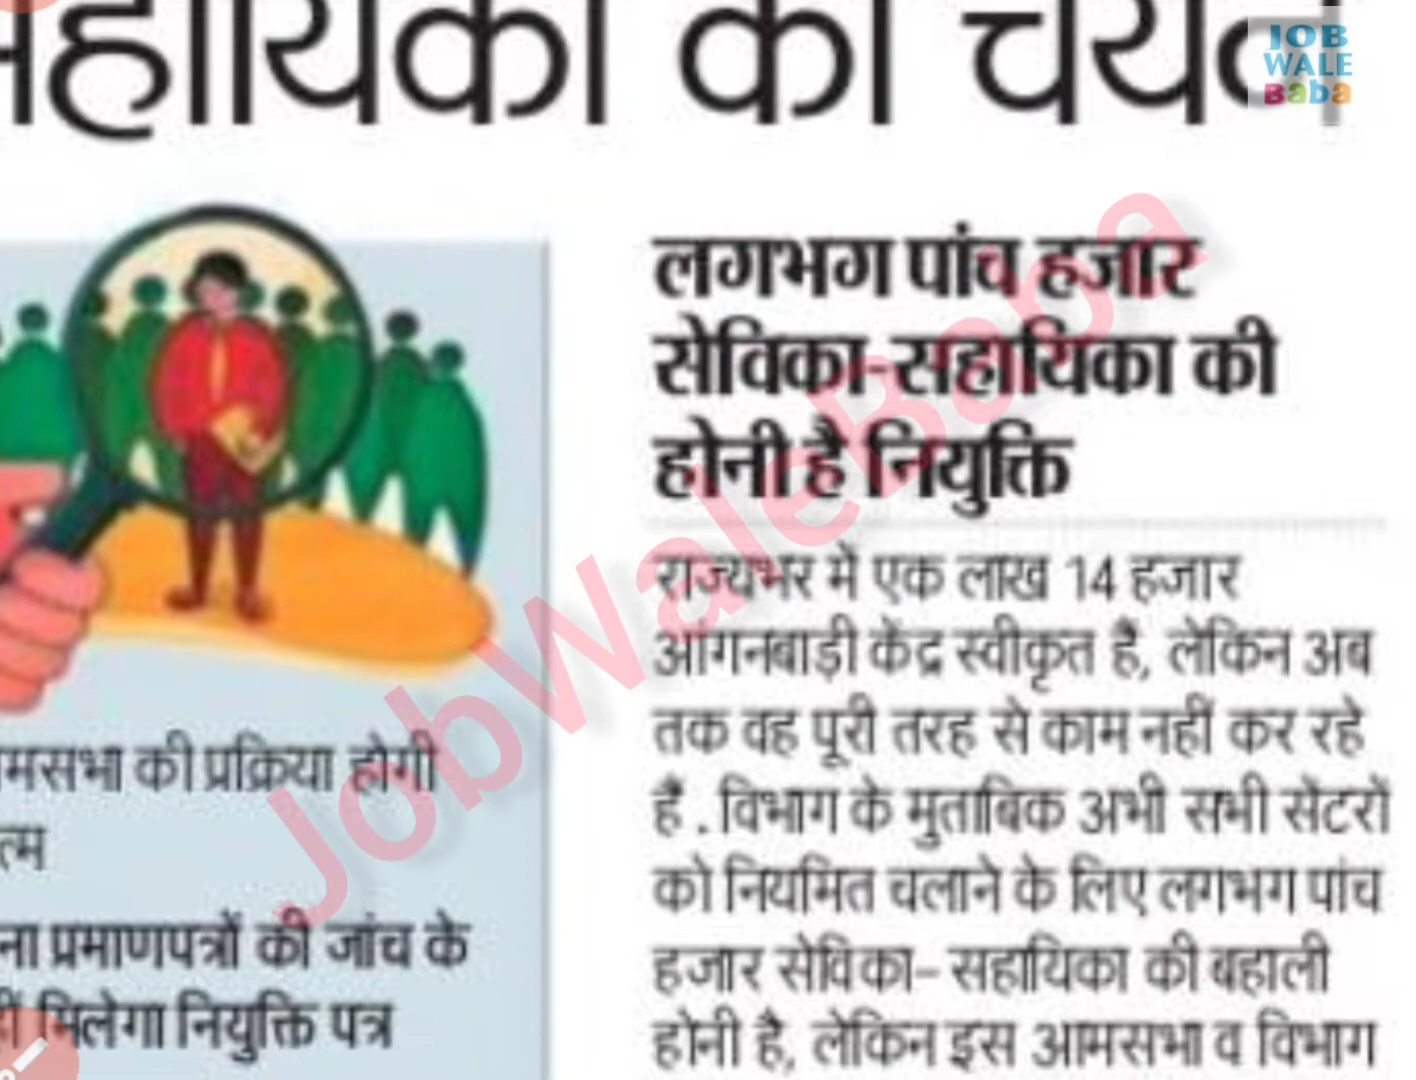 सहायिका का चयन
JOB
WALE
Baba
लगभग पांच हजार
सेविका-सहायिका की
होनी है नियुक्ति
राज्यभर में एक लाख 14 हजार
आंगनबाड़ी केंद्र स्वीकृत हैं, लेकिन अब
तक वह पूरी तरह से काम नहीं कर रहे
हैं . विभाग के मुताबिक अभी सभी सेंटरों
को नियमित चलाने के लिए लगभग पांच
हजार सेविका- सहायिका की बहाली
होनी है, लेकिन इस आमसभा व विभाग
मसभा की प्रक्रिया होगी
त्म
ना प्रमाणपत्रों की जांच के
मिलेगा नियुक्ति पत्र
JobWaleBaba